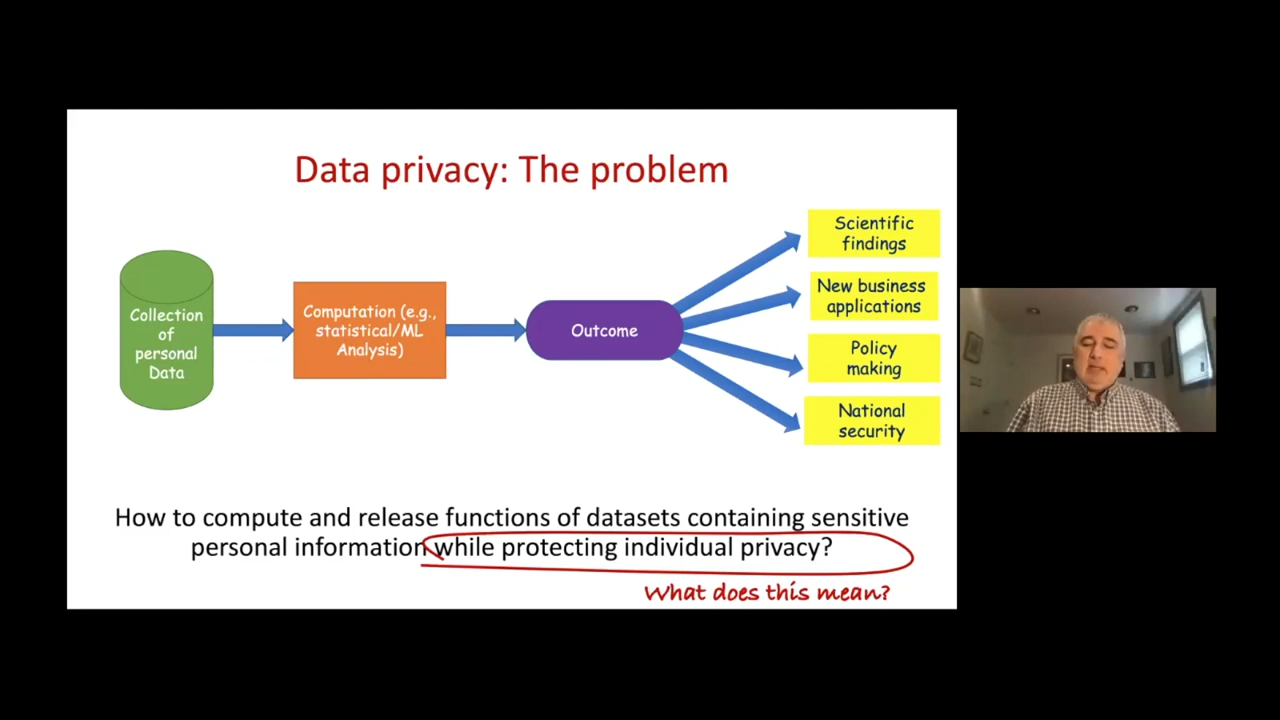 Data privacy: The problem
Collection
of
personal
Data
Computation (e.g.,
statistical/ML
Analysis)
Outcome
Scientific
findings
New business
applications
Policy
making
National
security
How to compute and release functions of datasets containing sensitive
personal information while protecting individual privacy?
What does this mean?